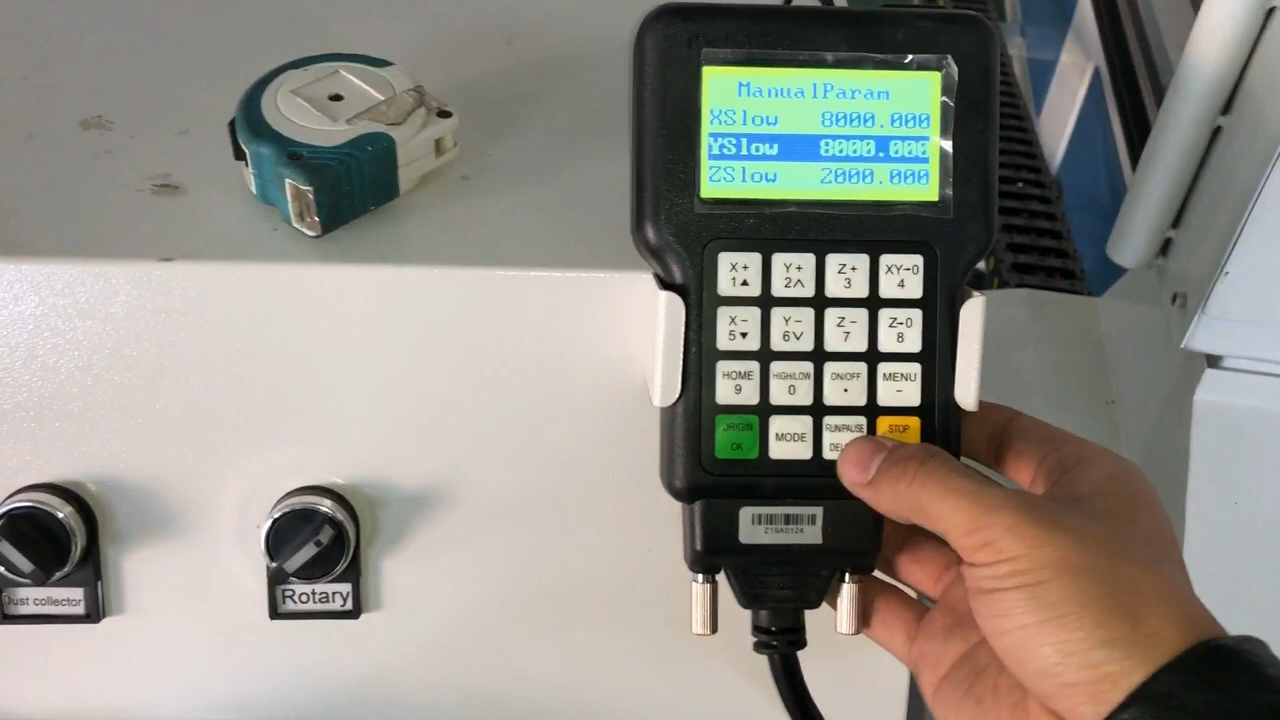 ManualParam
XSlow 8000.000
YSlow 8000.000
ZSlow 2000.000
X+ Y+ Z+ XY→0
1▲ 2∧ 3 4
X− Y− Z− Z→0
5▼ 6∨ 7 8
HOME HIGH/LOW ON/OFF MENU
9 0 • −
ORIGIN MODE RUN/PAUSE STOP
OK
Z19A0124
Dust collector
Rotary